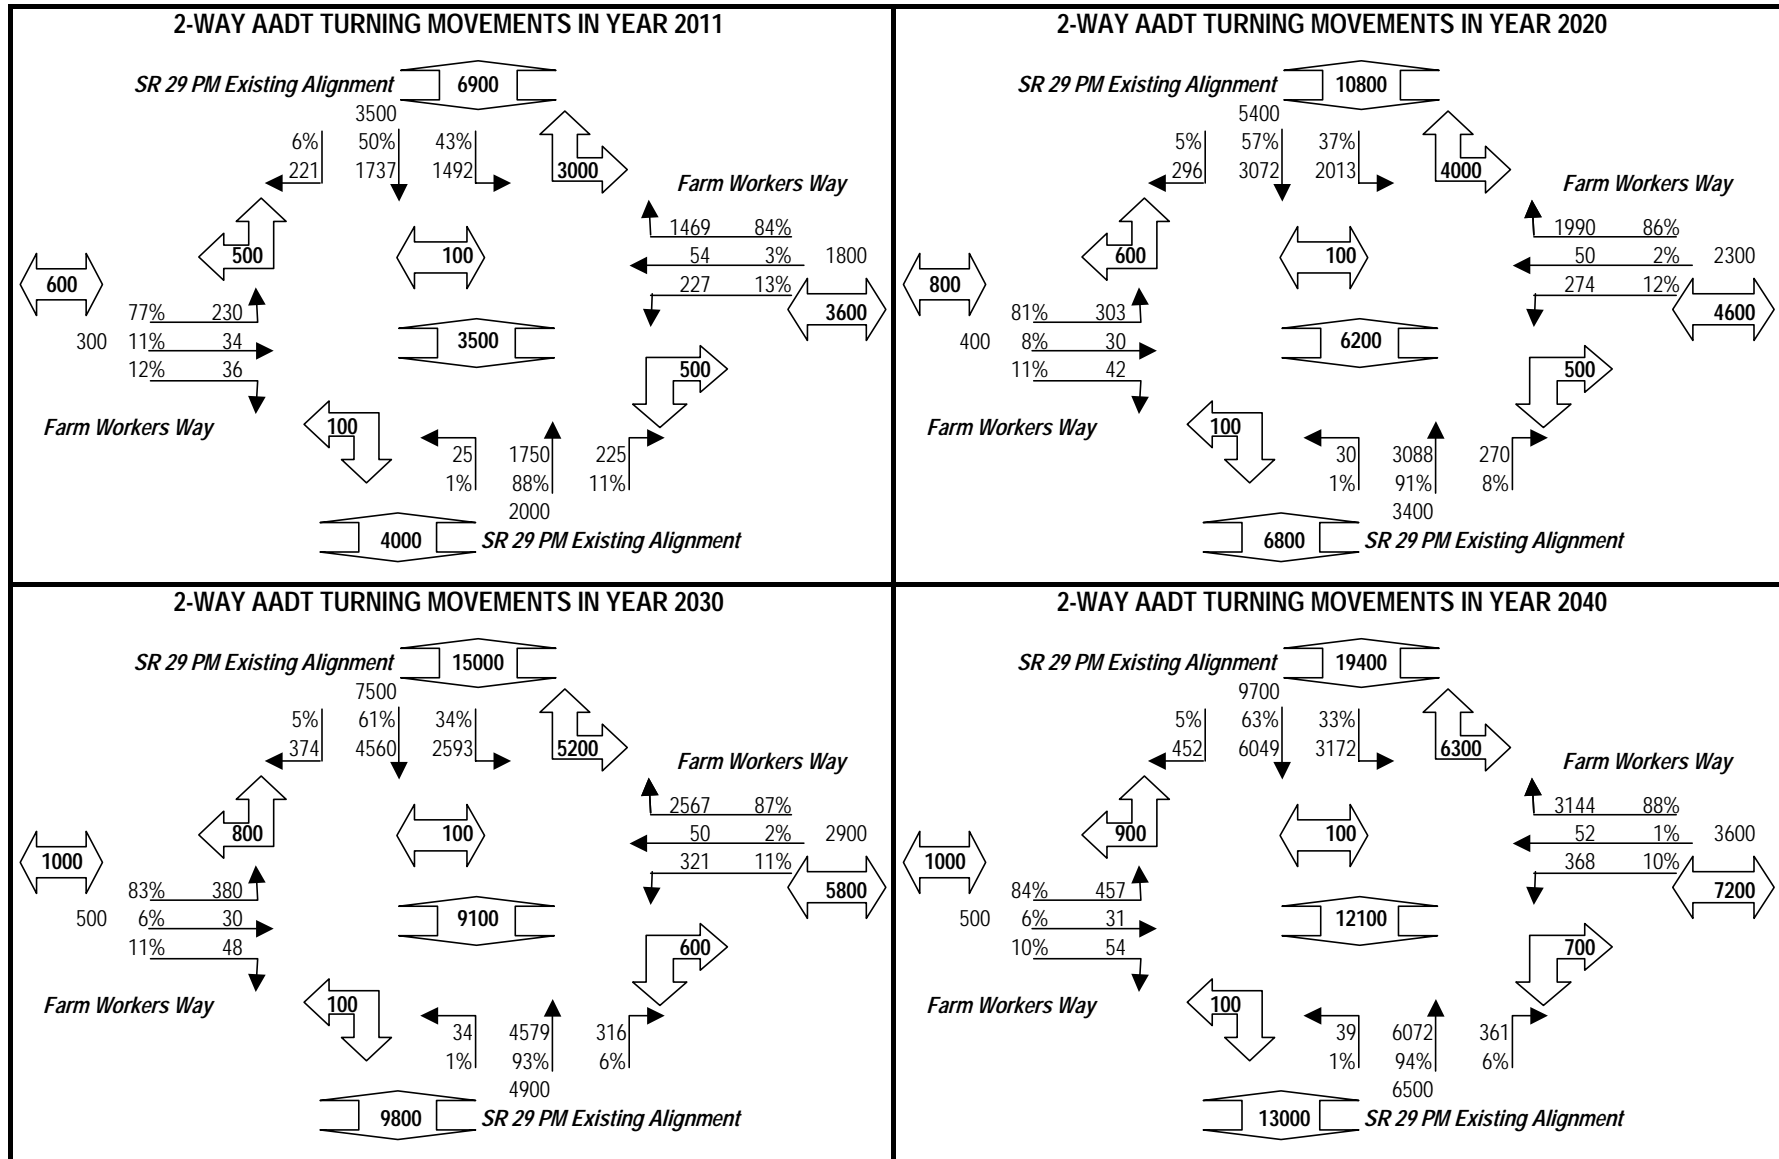 2-WAY AADT TURNING MOVEMENTS IN YEAR 2011
SR 29 PM Existing Alignment 6900
3500
6% 50% 43%
221 1737 1492 3000
Farm Workers Way
1469 84%
500 100 54 3% 1800
600 227 13%
3600
77% 230
300 11% 34 3500
12% 36 500
Farm Workers Way 100
25 1750 225
1% 88% 11%
2000
4000 SR 29 PM Existing Alignment
2-WAY AADT TURNING MOVEMENTS IN YEAR 2020
SR 29 PM Existing Alignment 10800
5400
5% 57% 37%
296 3072 2013 4000
Farm Workers Way
1990 86%
600 100 50 2% 2300
800 274 12%
4600
81% 303
400 8% 30 6200
11% 42 500
Farm Workers Way 100
30 3088 270
1% 91% 8%
3400
6800 SR 29 PM Existing Alignment
2-WAY AADT TURNING MOVEMENTS IN YEAR 2030
SR 29 PM Existing Alignment 15000
7500
5% 61% 34%
374 4560 2593 5200
Farm Workers Way
2567 87%
800 100 50 2% 2900
1000 321 11%
5800
83% 380
500 6% 30 9100
11% 48 600
Farm Workers Way 100
34 4579 316
1% 93% 6%
4900
9800 SR 29 PM Existing Alignment
2-WAY AADT TURNING MOVEMENTS IN YEAR 2040
SR 29 PM Existing Alignment 19400
9700
5% 63% 33%
452 6049 3172 6300
Farm Workers Way
3144 88%
900 100 52 1% 3600
1000 368 10%
7200
84% 457
500 6% 31 12100
10% 54 700
Farm Workers Way 100
39 6072 361
1% 94% 6%
6500
13000 SR 29 PM Existing Alignment